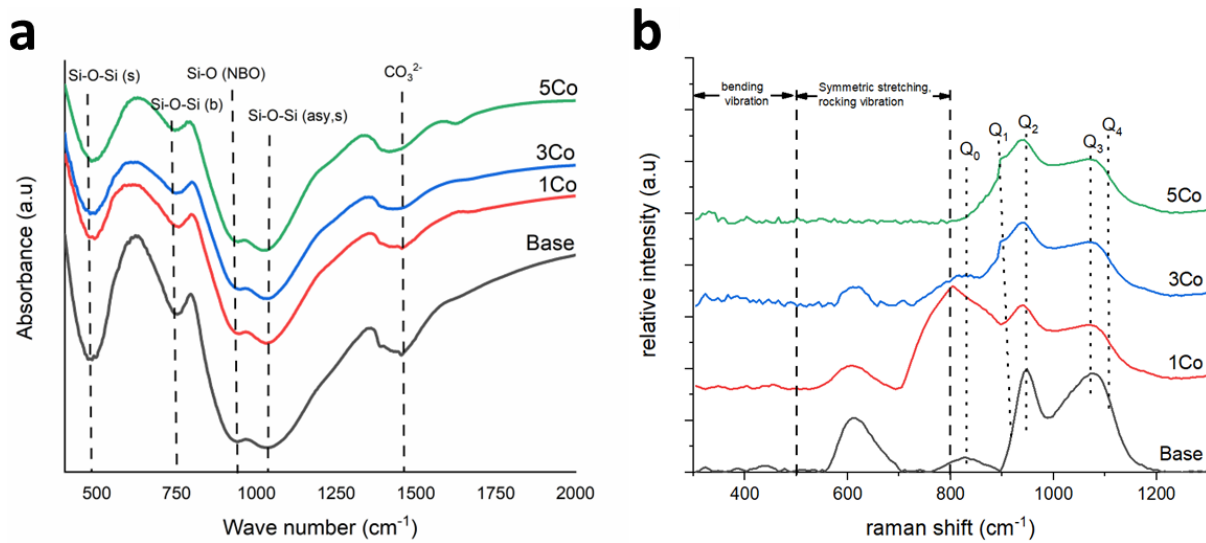 a
Si-O-Si (s)
Si-O-Si (b)
Si-O (NBO)
Si-O-Si (asy,s)
CO₃²⁻
5Co
3Co
1Co
Base
Absorbance (a.u)
500 750 1000 1250 1500 1750 2000
Wave number (cm⁻¹)
b
bending
vibration
Symmetric stretching,
rocking vibration
Q₀
Q₁
Q₂
Q₃
Q₄
5Co
3Co
1Co
Base
relative intensity (a.u)
400 600 800 1000 1200
raman shift (cm⁻¹)